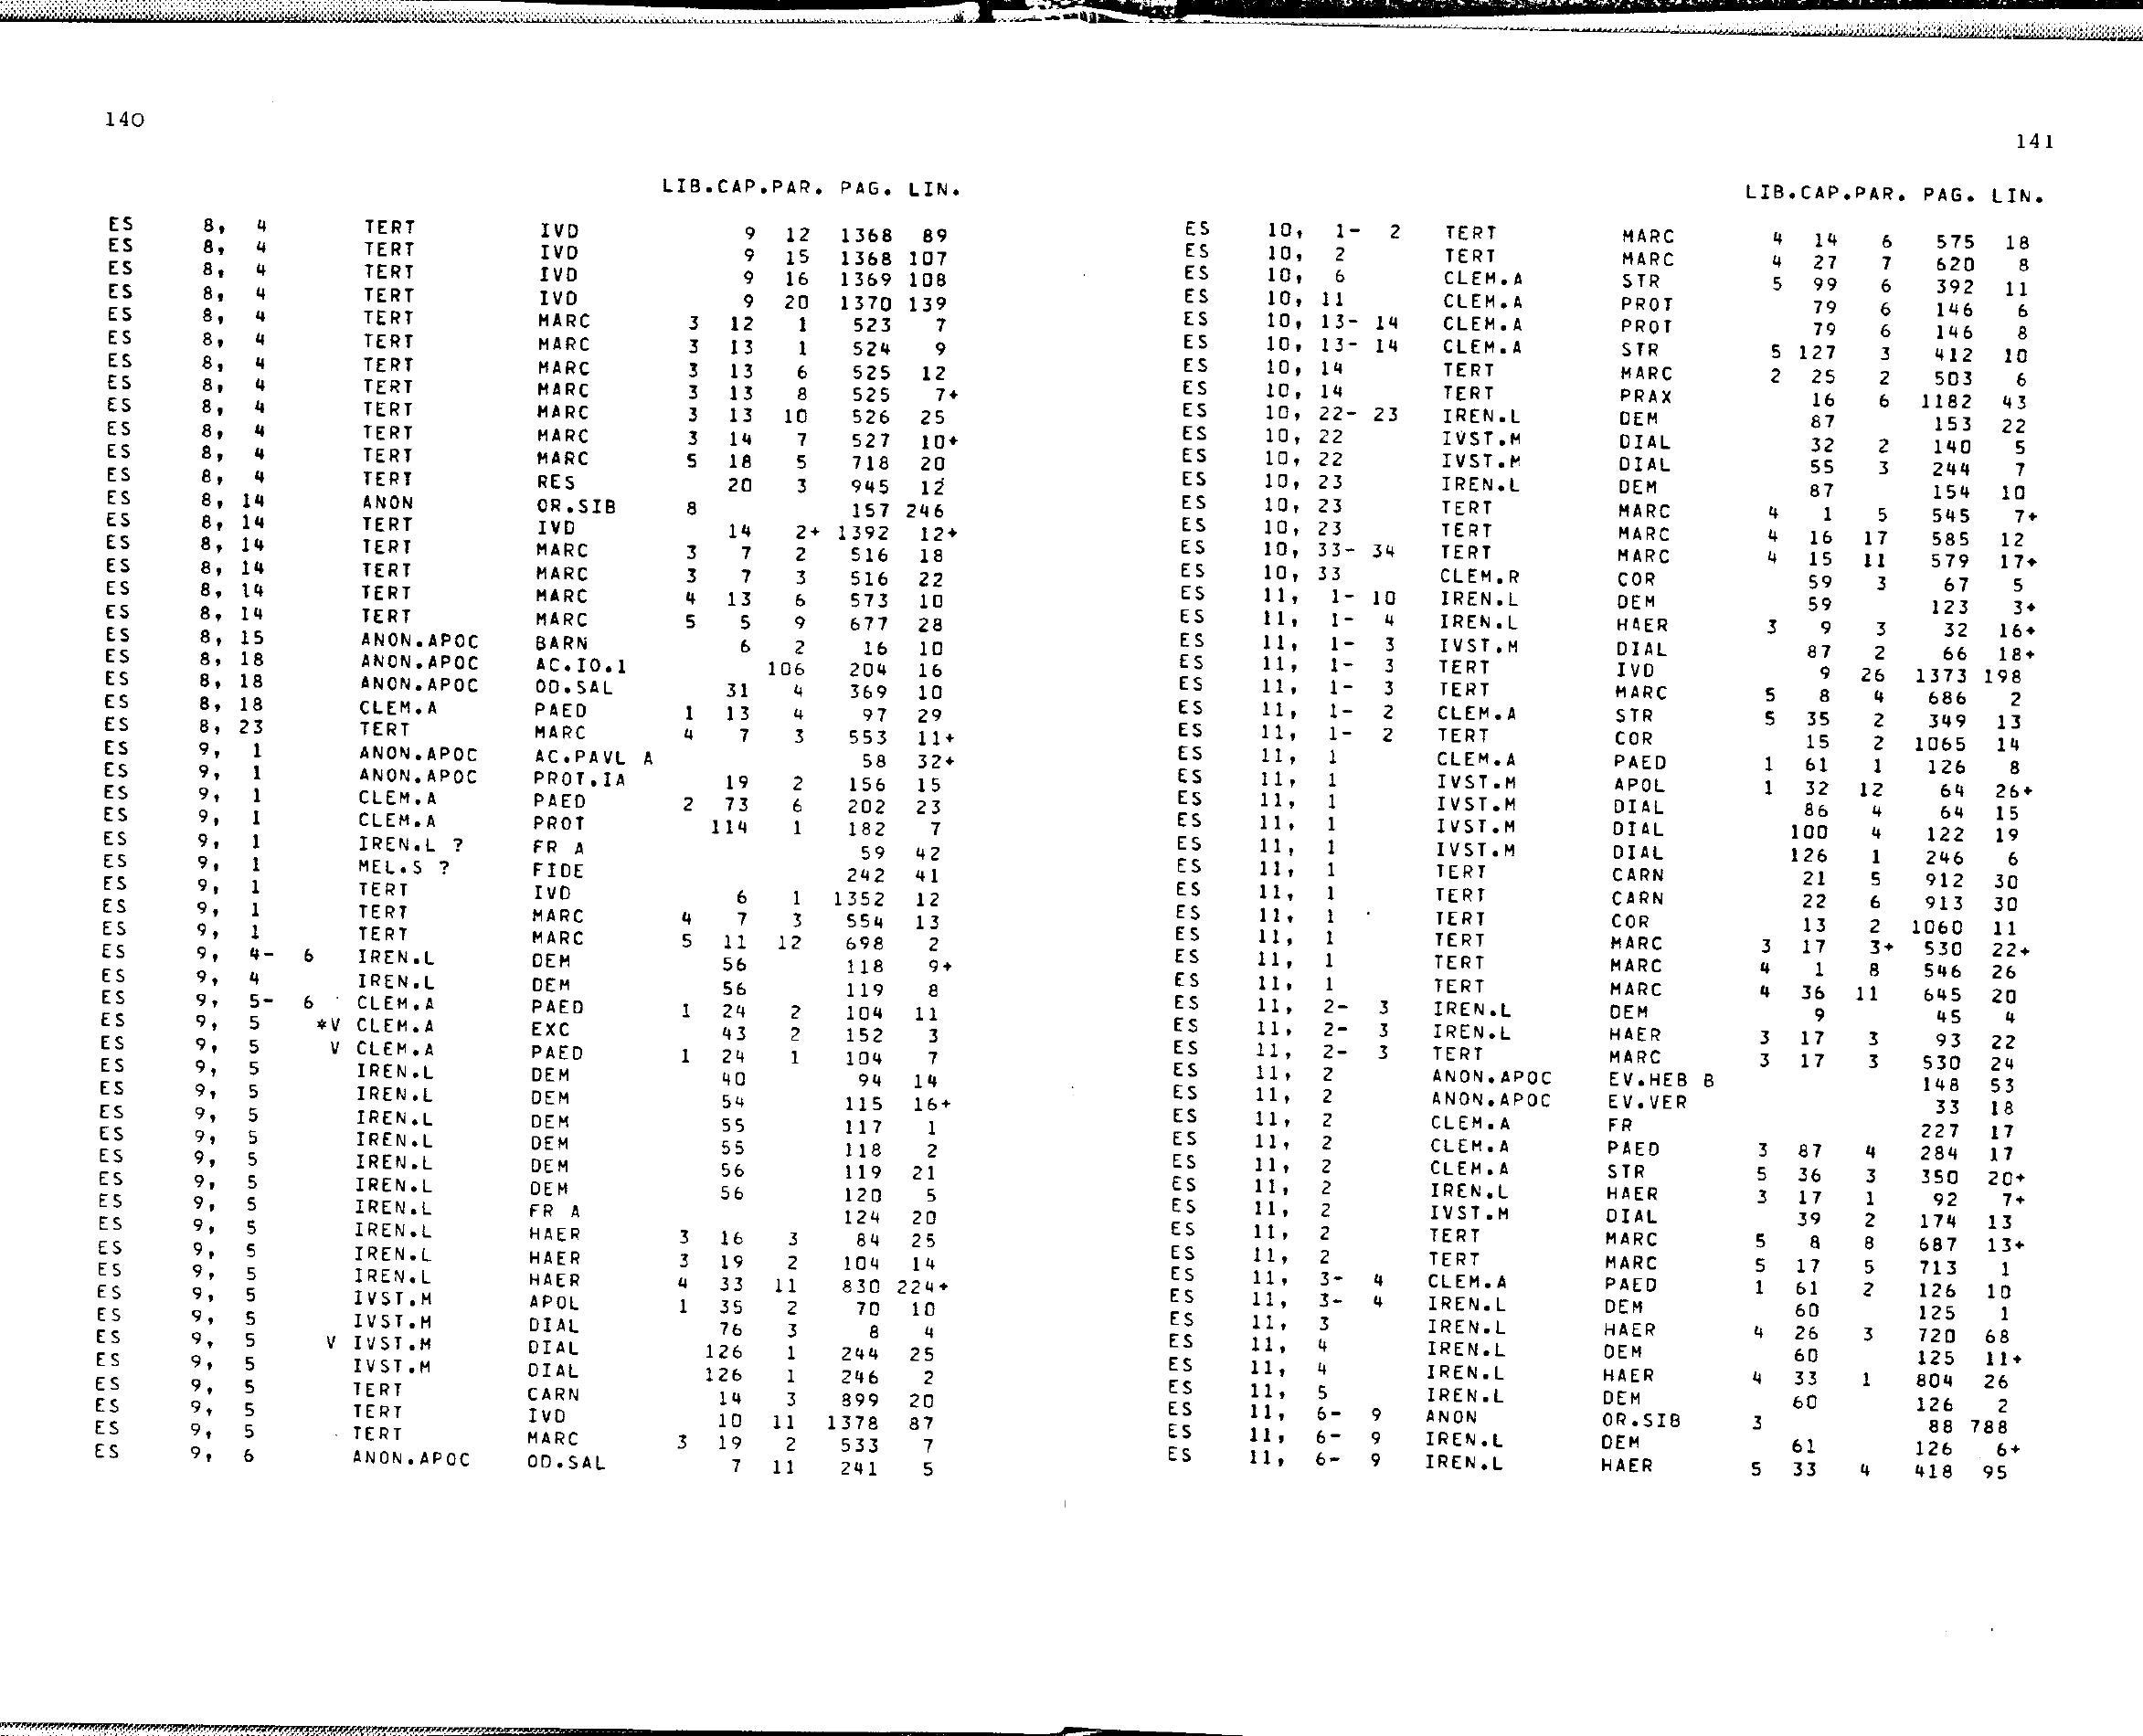 140
LIB.CAP.PAR. PAG. LIN.
ES 8, 4 TERT IVD 9 12 1368 89
ES 8, 4 TERT IVD 9 15 1368 107
ES 8, 4 TERT IVD 9 16 1369 108
ES 8, 4 TERT IVD 9 20 1370 139
ES 8, 4 TERT MARC 3 12 1 523 7
ES 8, 4 TERT MARC 3 13 1 524 9
ES 8, 4 TERT MARC 3 13 6 525 12
ES 8, 4 TERT MARC 3 13 8 525 7+
ES 8, 4 TERT MARC 3 13 10 526 25
ES 8, 4 TERT MARC 3 14 7 527 10+
ES 8, 4 TERT MARC 5 18 5 718 20
ES 8, 4 TERT RES 20 3 945 12
ES 8, 14 ANON OR.SIB 8 157 246
ES 8, 14 TERT IVD 14 2+ 1392 12+
ES 8, 14 TERT MARC 3 7 2 516 18
ES 8, 14 TERT MARC 3 7 3 516 22
ES 8, 14 TERT MARC 4 13 6 573 10
ES 8, 14 TERT MARC 5 5 9 677 28
ES 8, 15 ANON.APOC BARN 6 2 16 10
ES 8, 18 ANON.APOC AC.IO.1 106 204 16
ES 8, 18 ANON.APOC OD.SAL 31 4 369 10
ES 8, 18 CLEM.A PAED 1 13 4 97 29
ES 8, 23 TERT MARC 4 7 3 553 11+
ES 9, 1 ANON.APOC AC.PAVL A 58 32+
ES 9, 1 ANON.APOC PROT.IA 19 2 156 15
ES 9, 1 CLEM.A PAED 2 73 6 202 23
ES 9, 1 CLEM.A PROT 114 1 182 7
ES 9, 1 IREN.L ? FR A 59 42
ES 9, 1 MEL.S ? FIDE 242 41
ES 9, 1 TERT IVD 6 1 1352 12
ES 9, 1 TERT MARC 4 7 3 554 13
ES 9, 1 TERT MARC 5 11 12 698 2
ES 9, 4- 6 IREN.L DEM 56 118 9+
ES 9, 4 IREN.L DEM 56 119 8
ES 9, 5- 6 CLEM.A PAED 1 24 2 104 11
ES 9, 5 *V CLEM.A EXC 43 2 152 3
ES 9, 5 V CLEM.A PAED 1 24 1 104 7
ES 9, 5 IREN.L DEM 40 94 14
ES 9, 5 IREN.L DEM 54 115 16+
ES 9, 5 IREN.L DEM 55 117 1
ES 9, 5 IREN.L DEM 55 118 2
ES 9, 5 IREN.L DEM 56 119 21
ES 9, 5 IREN.L DEM 56 120 5
ES 9, 5 IREN.L FR A 124 20
ES 9, 5 IREN.L HAER 3 16 3 84 25
ES 9, 5 IREN.L HAER 3 19 2 104 14
ES 9, 5 IREN.L HAER 4 33 11 830 224+
ES 9, 5 IVST.M APOL 1 35 2 70 10
ES 9, 5 IVST.M DIAL 76 3 8 4
ES 9, 5 V IVST.M DIAL 126 1 244 25
ES 9, 5 IVST.M DIAL 126 1 246 2
ES 9, 5 TERT CARN 14 3 899 20
ES 9, 5 TERT IVD 10 11 1378 87
ES 9, 5 TERT MARC 3 19 2 533 7
ES 9, 6 ANON.APOC OD.SAL 7 11 241 5
141
LIB.CAP.PAR. PAG. LIN.
ES 10, 1- 2 TERT MARC 4 14 6 575 18
ES 10, 2 TERT MARC 4 27 7 620 8
ES 10, 6 CLEM.A STR 5 99 6 392 11
ES 10, 11 CLEM.A PROT 79 6 146 6
ES 10, 13- 14 CLEM.A PROT 79 6 146 8
ES 10, 13- 14 CLEM.A STR 5 127 3 412 10
ES 10, 14 TERT MARC 2 25 2 503 6
ES 10, 14 TERT PRAX 16 6 1182 43
ES 10, 22- 23 IREN.L DEM 87 153 22
ES 10, 22 IVST.M DIAL 32 2 140 5
ES 10, 22 IVST.M DIAL 55 3 244 7
ES 10, 23 IREN.L DEM 87 154 10
ES 10, 23 TERT MARC 4 1 5 545 7+
ES 10, 23 TERT MARC 4 16 17 585 12
ES 10, 33- 34 TERT MARC 4 15 11 579 17+
ES 10, 33 CLEM.R COR 59 3 67 5
ES 11, 1- 10 IREN.L DEM 59 123 3+
ES 11, 1- 4 IREN.L HAER 3 9 3 32 16+
ES 11, 1- 3 IVST.M DIAL 87 2 66 18+
ES 11, 1- 3 TERT IVD 9 26 1373 198
ES 11, 1- 3 TERT MARC 5 8 4 686 2
ES 11, 1- 2 CLEM.A STR 5 35 2 349 13
ES 11, 1- 2 TERT COR 15 2 1065 14
ES 11, 1 CLEM.A PAED 1 61 1 126 8
ES 11, 1 IVST.M APOL 1 32 12 64 26+
ES 11, 1 IVST.M DIAL 86 4 64 15
ES 11, 1 IVST.M DIAL 100 4 122 19
ES 11, 1 IVST.M DIAL 126 1 246 6
ES 11, 1 TERT CARN 21 5 912 30
ES 11, 1 TERT CARN 22 6 913 30
ES 11, 1 TERT COR 13 2 1060 11
ES 11, 1 TERT MARC 3 17 3+ 530 22+
ES 11, 1 TERT MARC 4 1 8 546 26
ES 11, 1 TERT MARC 4 36 11 645 20
ES 11, 2- 3 IREN.L DEM 9 45 4
ES 11, 2- 3 IREN.L HAER 3 17 3 93 22
ES 11, 2- 3 TERT MARC 3 17 3 530 24
ES 11, 2 ANON.APOC EV.HEB B 148 53
ES 11, 2 ANON.APOC EV.VER 33 18
ES 11, 2 CLEM.A FR 227 17
ES 11, 2 CLEM.A PAED 3 87 4 284 17
ES 11, 2 CLEM.A STR 5 36 3 350 20+
ES 11, 2 IREN.L HAER 3 17 1 92 7+
ES 11, 2 IVST.M DIAL 39 2 174 13
ES 11, 2 TERT MARC 5 8 8 687 13+
ES 11, 2 TERT MARC 5 17 5 713 1
ES 11, 3- 4 CLEM.A PAED 1 61 2 126 10
ES 11, 3- 4 IREN.L DEM 60 125 1
ES 11, 3 IREN.L HAER 4 26 3 720 68
ES 11, 4 IREN.L DEM 60 125 11+
ES 11, 4 IREN.L HAER 4 33 1 804 26
ES 11, 5 IREN.L DEM 60 126 2
ES 11, 6- 9 ANON OR.SIB 3 88 788
ES 11, 6- 9 IREN.L DEM 61 126 6+
ES 11, 6- 9 IREN.L HAER 5 33 4 418 95